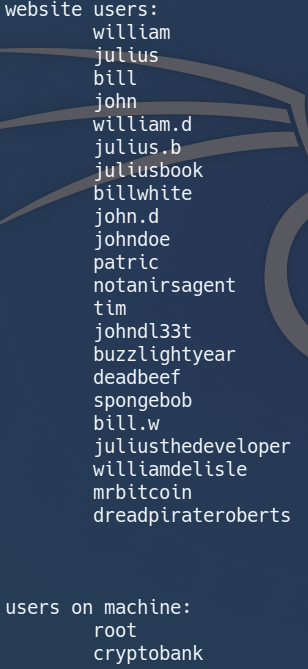 website users:
william
julius
bill
john
william.d
julius.b
juliusbook
billwhite
john.d
johndoe
patric
notanirsagent
tim
johndl33t
buzzlightyear
deadbeef
spongebob
bill.w
juliusthedeveloper
williamdelisle
mrbitcoin
dreadpirateroberts
users on machine:
root
cryptobank